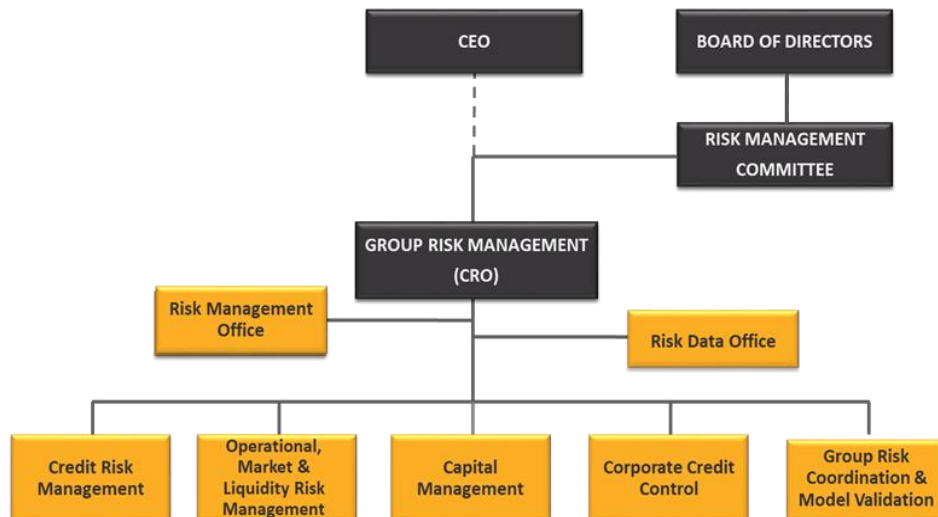 CEO
BOARD OF DIRECTORS
RISK MANAGEMENT
COMMITTEE
GROUP RISK MANAGEMENT
(CRO)
Risk Management
Office
Risk Data Office
Credit Risk
Management
Operational,
Market &
Liquidity Risk
Management
Capital
Management
Corporate Credit
Control
Group Risk
Coordination &
Model Validation